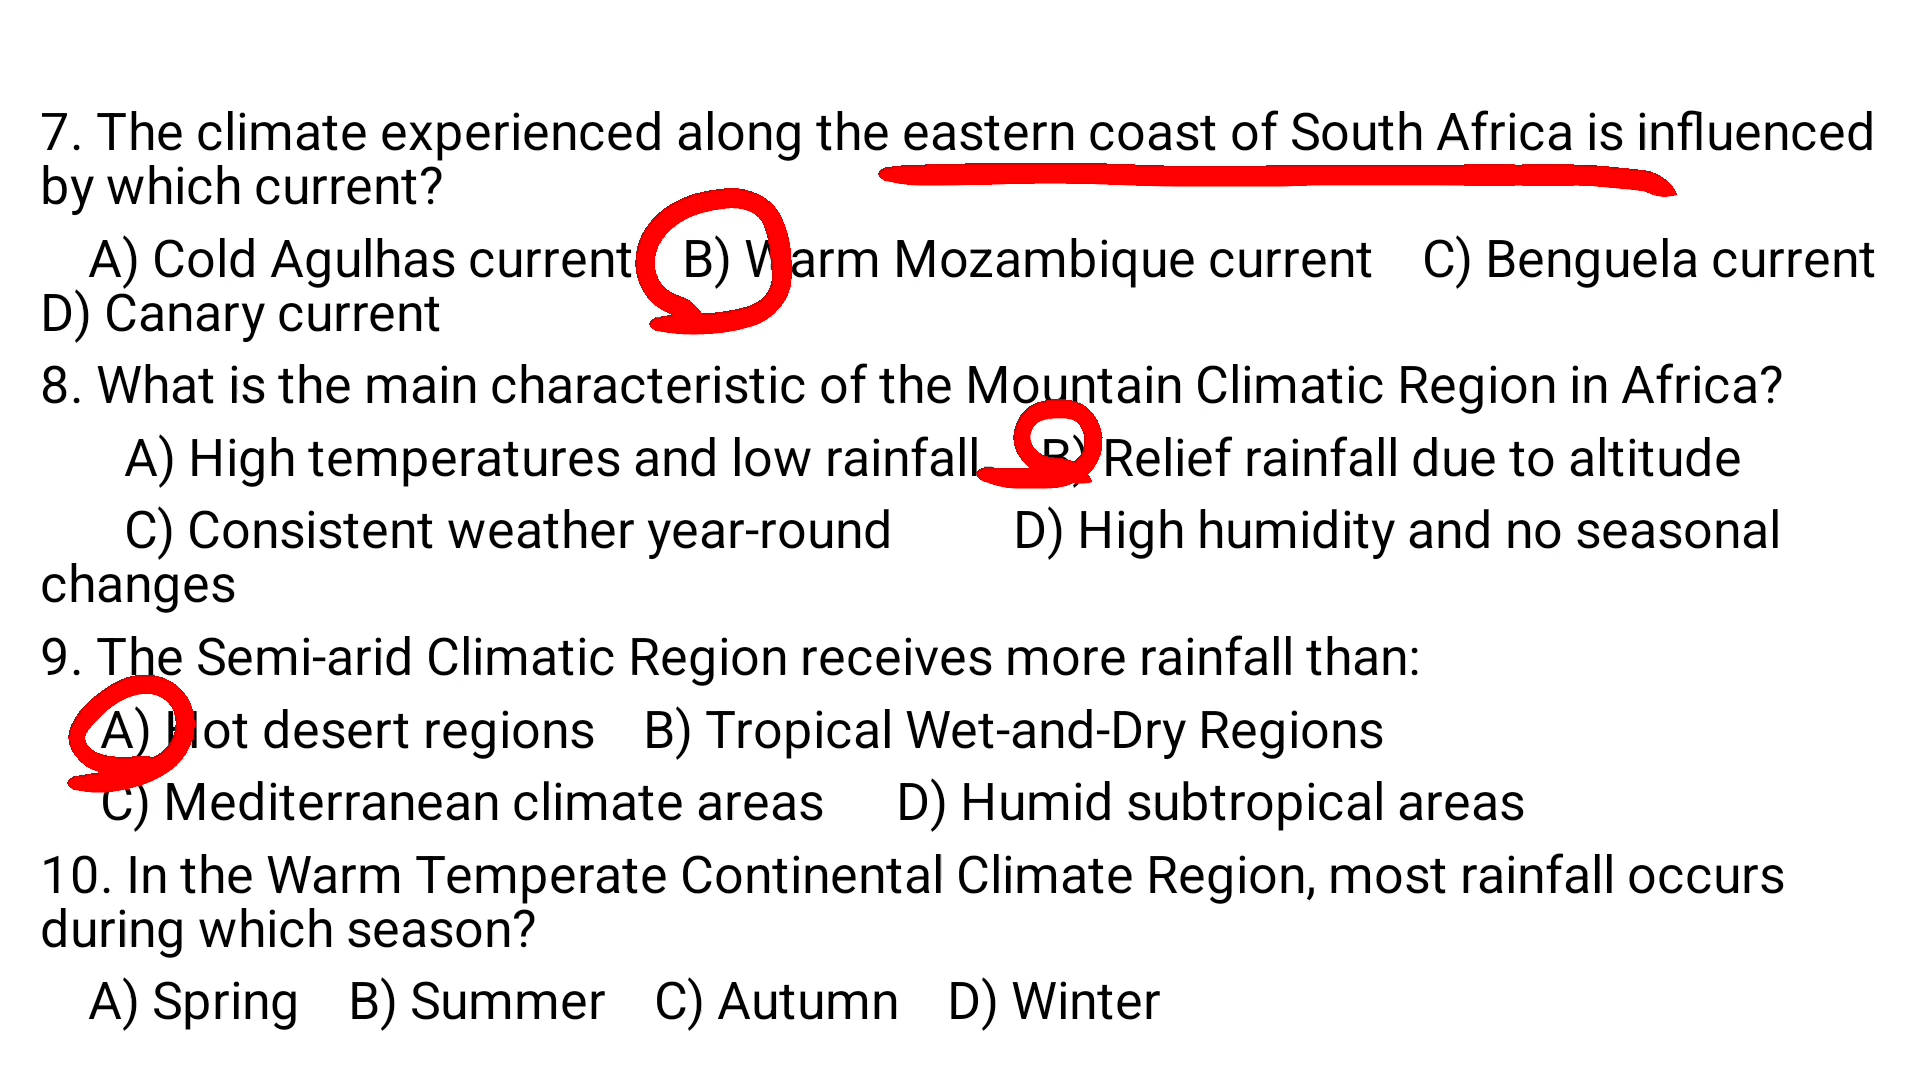 7. The climate experienced along the eastern coast of South Africa is influenced
by which current?
A) Cold Agulhas current B) Warm Mozambique current C) Benguela current
D) Canary current
8. What is the main characteristic of the Mountain Climatic Region in Africa?
A) High temperatures and low rainfall B) Relief rainfall due to altitude
C) Consistent weather year-round D) High humidity and no seasonal
changes
9. The Semi-arid Climatic Region receives more rainfall than:
A) Hot desert regions B) Tropical Wet-and-Dry Regions
C) Mediterranean climate areas D) Humid subtropical areas
10. In the Warm Temperate Continental Climate Region, most rainfall occurs
during which season?
A) Spring B) Summer C) Autumn D) Winter